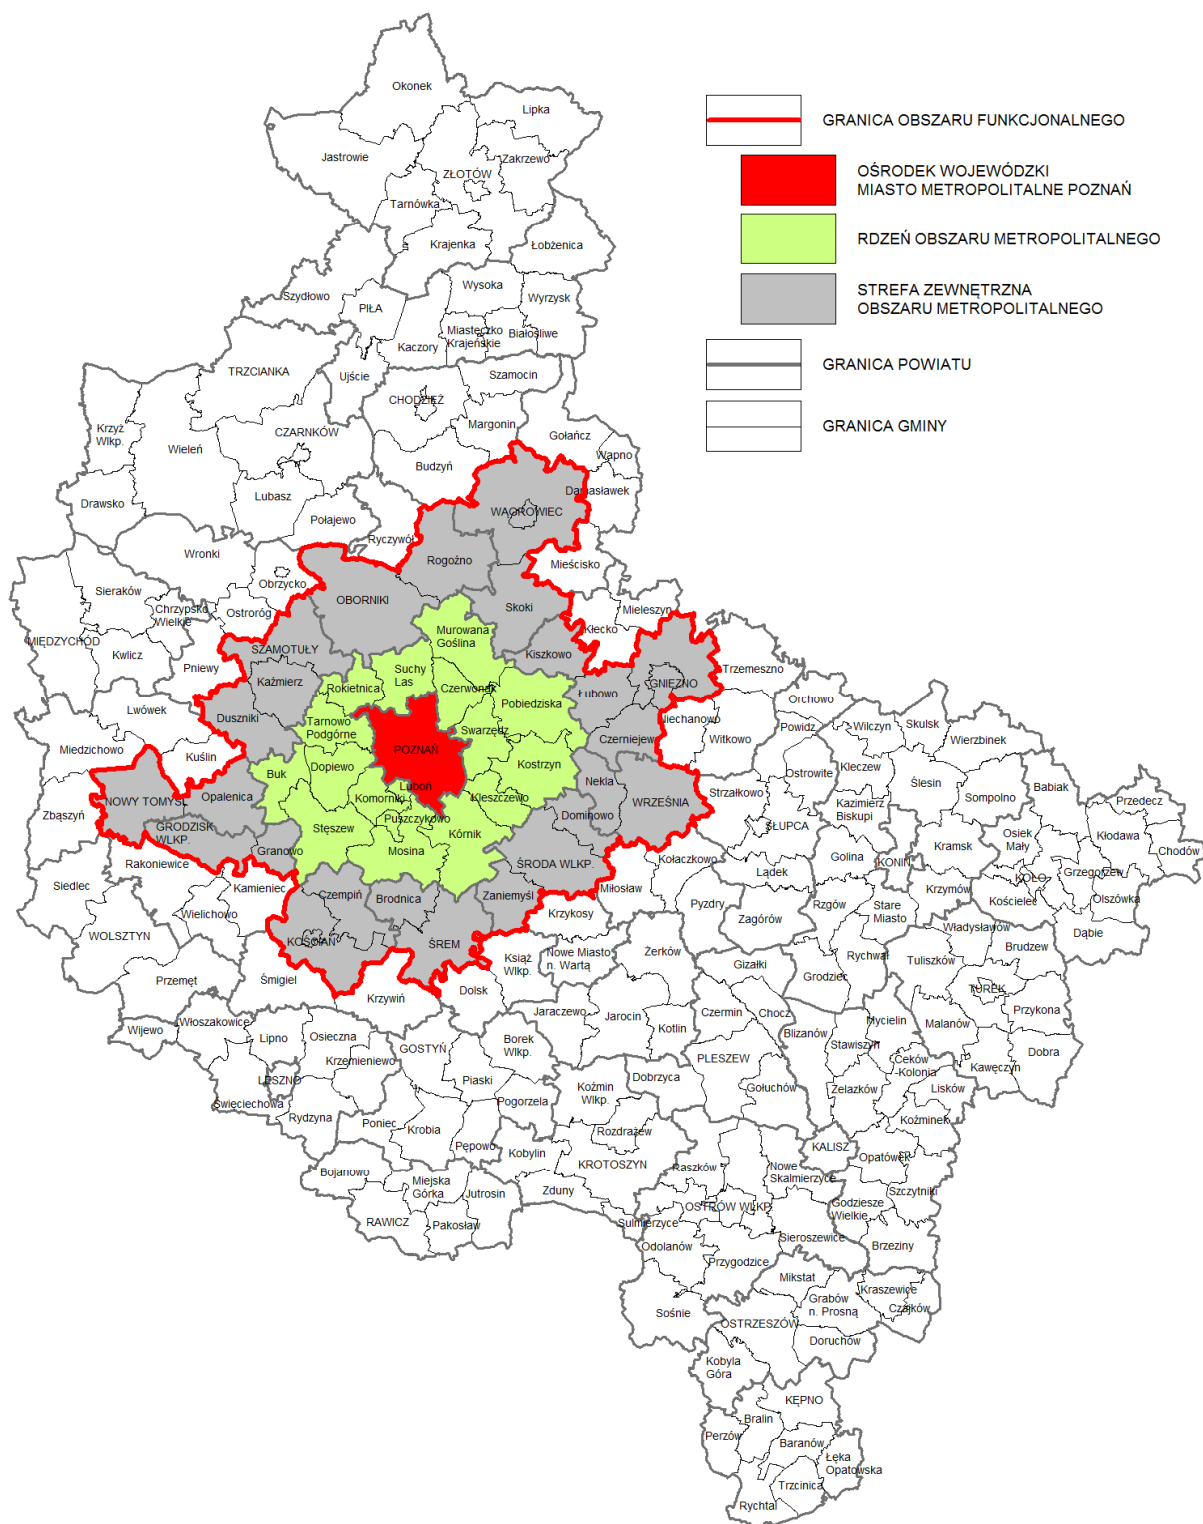 GRANICA OBSZARU FUNKCJONALNEGO
OŚRODEK WOJEWÓDZKI
MIASTO METROPOLITALNE POZNAŃ
RDZEŃ OBSZARU METROPOLITALNEGO
STREFA ZEWNĘTRZNA
OBSZARU METROPOLITALNEGO
GRANICA POWIATU
GRANICA GMINY
Okonek
Lipka
Jastrowie
Zakrzewo
ZŁOTÓW
Tarnówka
Krajenka
Łobżenica
Szydłowo
Wysoka
Wyrzysk
PIŁA
Miasteczko
Krajeńskie
Białośliwe
Kaczory
TRZCIANKA
Ujście
Szamocin
CHODZIEŻ
Krzyż
Wlkp.
Margonin
CZARNKÓW
Gołańcz
Wieleń
Wapno
Budzyń
Damasławek
Drawsko
Lubasz
WĄGROWIEC
Połajewo
Ryczywół
Wronki
Rogoźno
Mieścisko
Obrzycko
Sieraków
OBORNIKI
Chrzypsko
Wielkie
Ostroróg
Skoki
Mieleszyn
MIĘDZYCHÓD
Murowana
Goślina
Kłecko
Kwilcz
SZAMOTUŁY
Kiszkowo
Pniewy
Suchy
Las
Trzemeszno
Kaźmierz
Rokietnica
Czerwonak
GNIEZNO
Łubowo
Pobiedziska
Orchowo
Lwówek
Duszniki
Tarnowo
Podgórne
Niechanowo
Powidz
Wilczyn
Skulsk
Swarzędz
Witkowo
Wierzbinek
Miedzichowo
Czerniejewo
POZNAŃ
Kuślin
Kostrzyn
Kleczew
Dopiewo
Buk
Ostrowite
Nekla
Luboń
Ślesin
Babiak
Opalenica
Strzałkowo
NOWY TOMYŚL
Komorniki
Kleszczewo
WRZEŚNIA
Sompolno
Przedecz
Kazimierz
Biskupi
Zbąszyń
Dominowo
Puszczykowo
SŁUPCA
Stęszew
Kórnik
GRODZISK
WLKP.
Osiek
Mały
Kramsk
Kłodawa
Granowo
Golina
Mosina
Chodów
Rakoniewice
ŚRODA WLKP.
Kołaczkowo
KONIN
Grzegorzew
Lądek
KOŁO
Siedlec
Kamieniec
Czempiń
Brodnica
Zaniemyśl
Miłosław
Krzymów
Kościelec
Olszówka
Pyzdry
Rzgów
Stare
Miasto
Wielichowo
Krzykosy
Zagórów
Władysławów
Dąbie
WOLSZTYN
KOŚCIAN
ŚREM
Brudzew
Nowe Miasto
n. Wartą
Żerków
Rychwał
Książ
Wlkp.
Tuliszków
Gizałki
Przemęt
Śmigiel
Grodziec
TUREK
Dolsk
Krzywiń
Przykona
Jaraczewo
Jarocin
Czermin
Chocz
Mycielin
Malanów
Włoszakowice
Wijewo
Kotlin
Blizanów
Osieczna
Lipno
Borek
Wlkp.
Stawiszyn
GOSTYŃ
Dobra
Krzemieniewo
PLESZEW
Ceków
-Kolonia
Kawęczyn
LESZNO
Piaski
Dobrzyca
Lisków
Gołuchów
Żelazków
Święciechowa
Koźmin
Wlkp.
Pogorzela
Rydzyna
Koźminek
Poniec
Krobia
Rozdrażew
Pępowo
KALISZ
Kobylin
Opatówek
KROTOSZYN
Raszków
Nowe
Skalmierzyce
Bojanowo
Miejska
Górka
Zduny
Szczytniki
Jutrosin
Godziesze
Wielkie
OSTRÓW WLKP.
RAWICZ
Pakosław
Sulmierzyce
Sieroszewice
Odolanów
Brzeziny
Przygodzice
Mikstat
Kraszewice
Grabów
n. Prosną
Sośnie
Czajków
OSTRZESZÓW
Doruchów
Kobyla
Góra
KĘPNO
Bralin
Perzów
Baranów
Łęka
Opatowska
Trzcinica
Rychtal